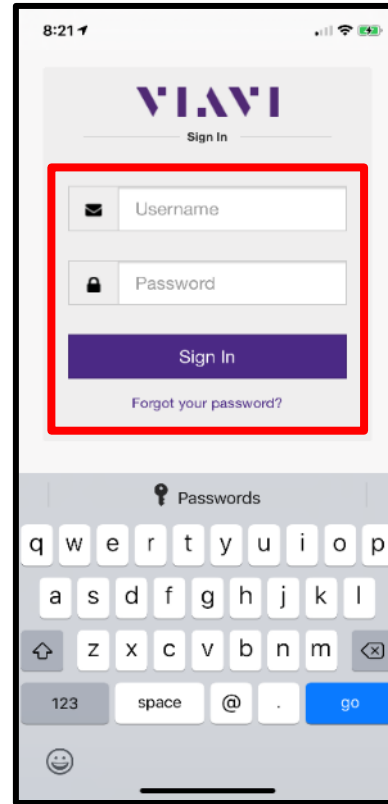 8:21
VIAVI
Sign In
Username
Password
Sign In
Forgot your password?
Passwords
q w e r t y u i o p
a s d f g h j k l
z x c v b n m
123 space @ . go